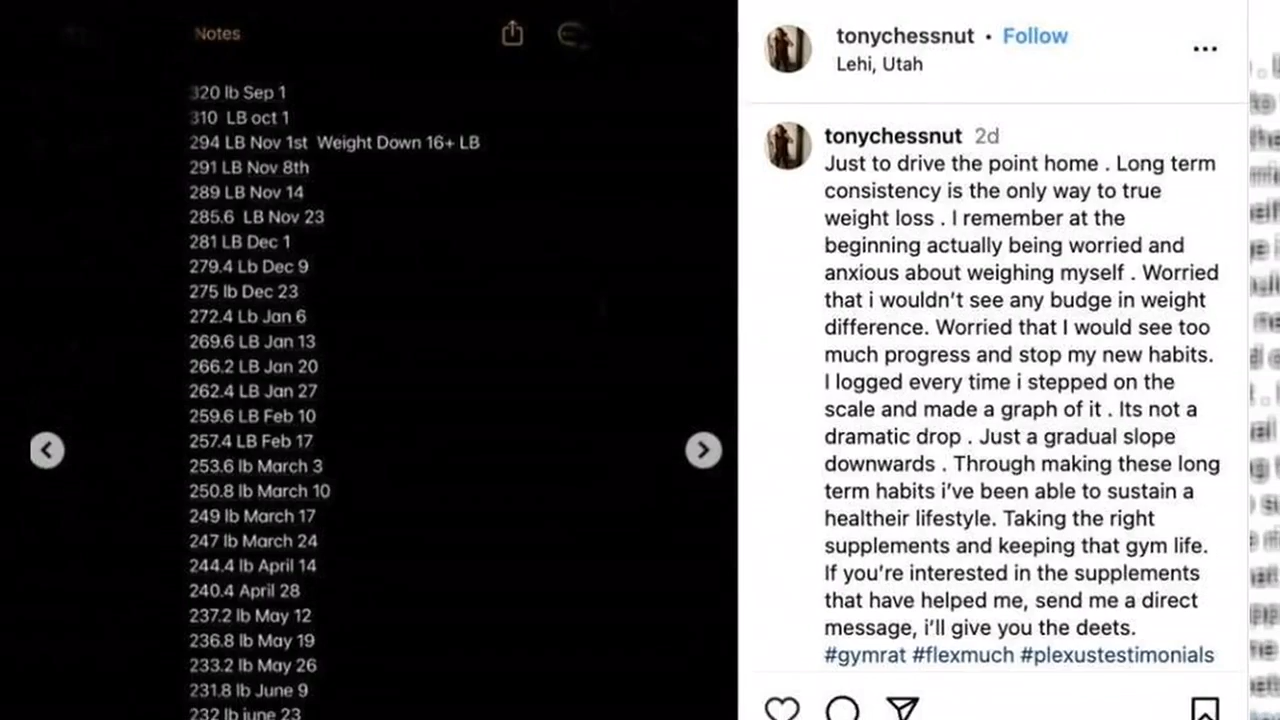 Notes
320 lb Sep 1
310 LB oct 1
294 LB Nov 1st Weight Down 16+ LB
291 LB Nov 8th
289 LB Nov 14
285.6 LB Nov 23
281 LB Dec 1
279.4 Lb Dec 9
275 lb Dec 23
272.4 Lb Jan 6
269.6 LB Jan 13
266.2 LB Jan 20
262.4 LB Jan 27
259.6 LB Feb 10
257.4 LB Feb 17
253.6 lb March 3
250.8 lb March 10
249 lb March 17
247 lb March 24
244.4 lb April 14
240.4 April 28
237.2 lb May 12
236.8 lb May 19
233.2 lb May 26
231.8 lb June 9
232 lb june 23
tonychessnut • Follow
Lehi, Utah
tonychessnut 2d
Just to drive the point home . Long term
consistency is the only way to true
weight loss . I remember at the
beginning actually being worried and
anxious about weighing myself . Worried
that i wouldn't see any budge in weight
difference. Worried that I would see too
much progress and stop my new habits.
I logged every time i stepped on the
scale and made a graph of it . Its not a
dramatic drop . Just a gradual slope
downwards . Through making these long
term habits i've been able to sustain a
healtheir lifestyle. Taking the right
supplements and keeping that gym life.
If you're interested in the supplements
that have helped me, send me a direct
message, i'll give you the deets.
#gymrat #flexmuch #plexustestimonials